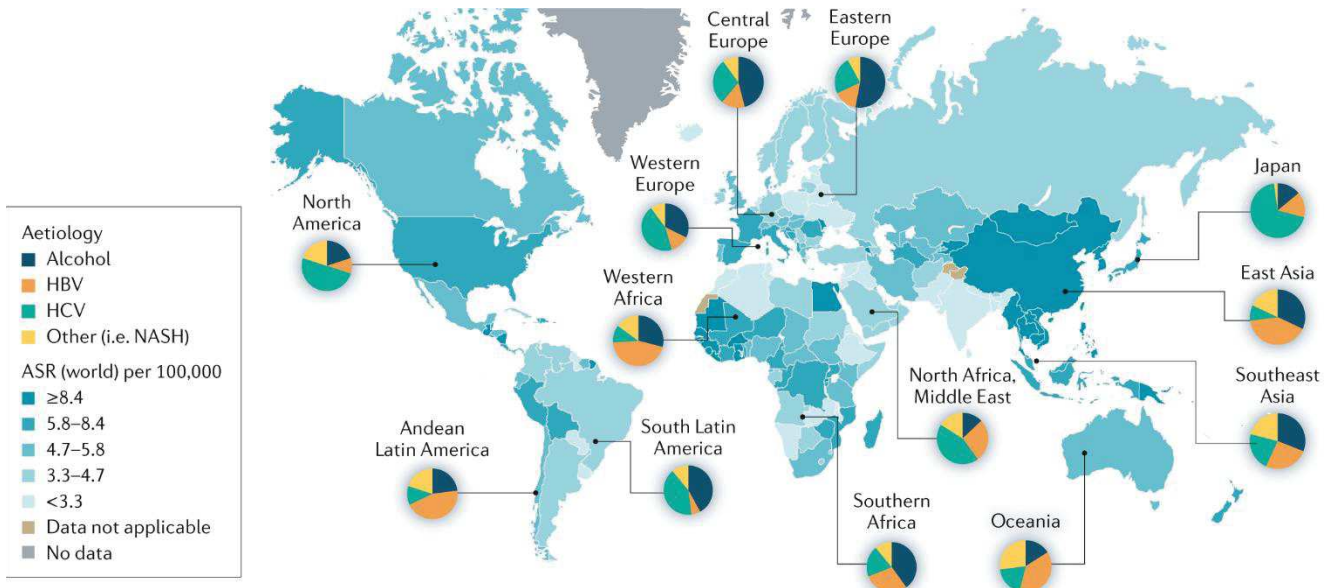 Central
Europe
Eastern
Europe
Western
Europe
Japan
North
America
Aetiology
Alcohol
HBV
HCV
Other (i.e. NASH)
ASR (world) per 100,000
≥8.4
5.8–8.4
4.7–5.8
3.3–4.7
<3.3
Data not applicable
No data
Western
Africa
East Asia
North Africa,
Middle East
Southeast
Asia
Andean
Latin America
South Latin
America
Southern
Africa
Oceania